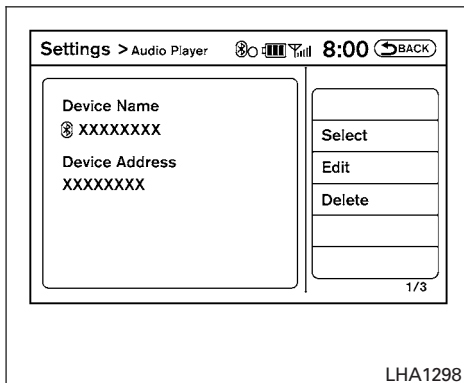 Settings > Audio Player 8:00 BACK
Device Name
XXXXXXXX
Device Address
XXXXXXXX
Select
Edit
Delete
1/3
LHA1298